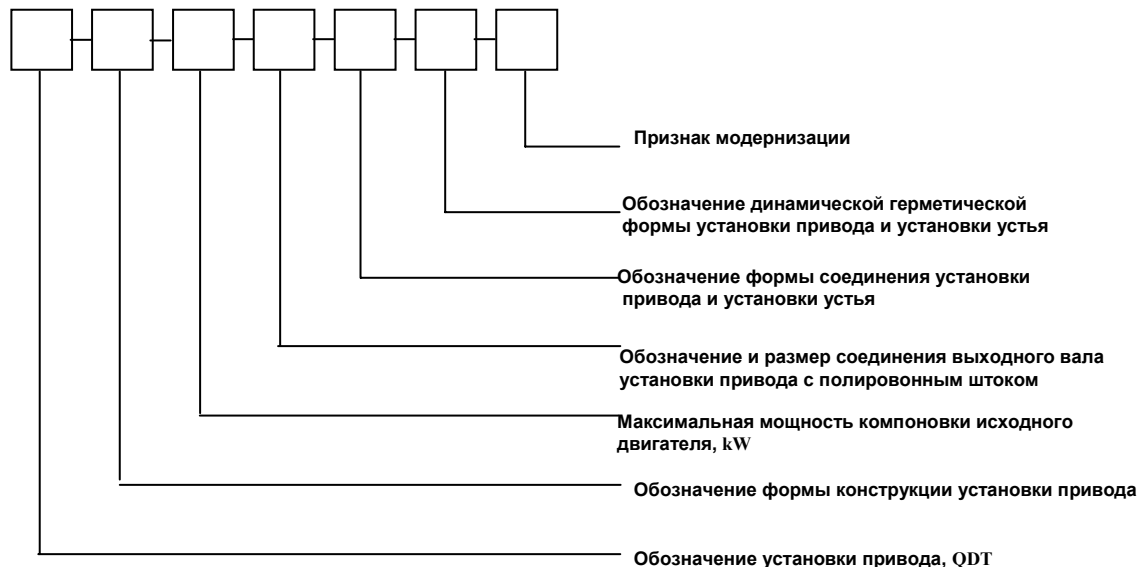 Признак модернизации
Обозначение динамической герметической
формы установки привода и установки устья
Обозначение формы соединения установки
привода и установки устья
Обозначение и размер соединения выходного вала
установки привода с полировонным штоком
Максимальная мощность компоновки исходного
двигателя, kW
Обозначение формы конструкции установки привода
Обозначение установки привода, QDT